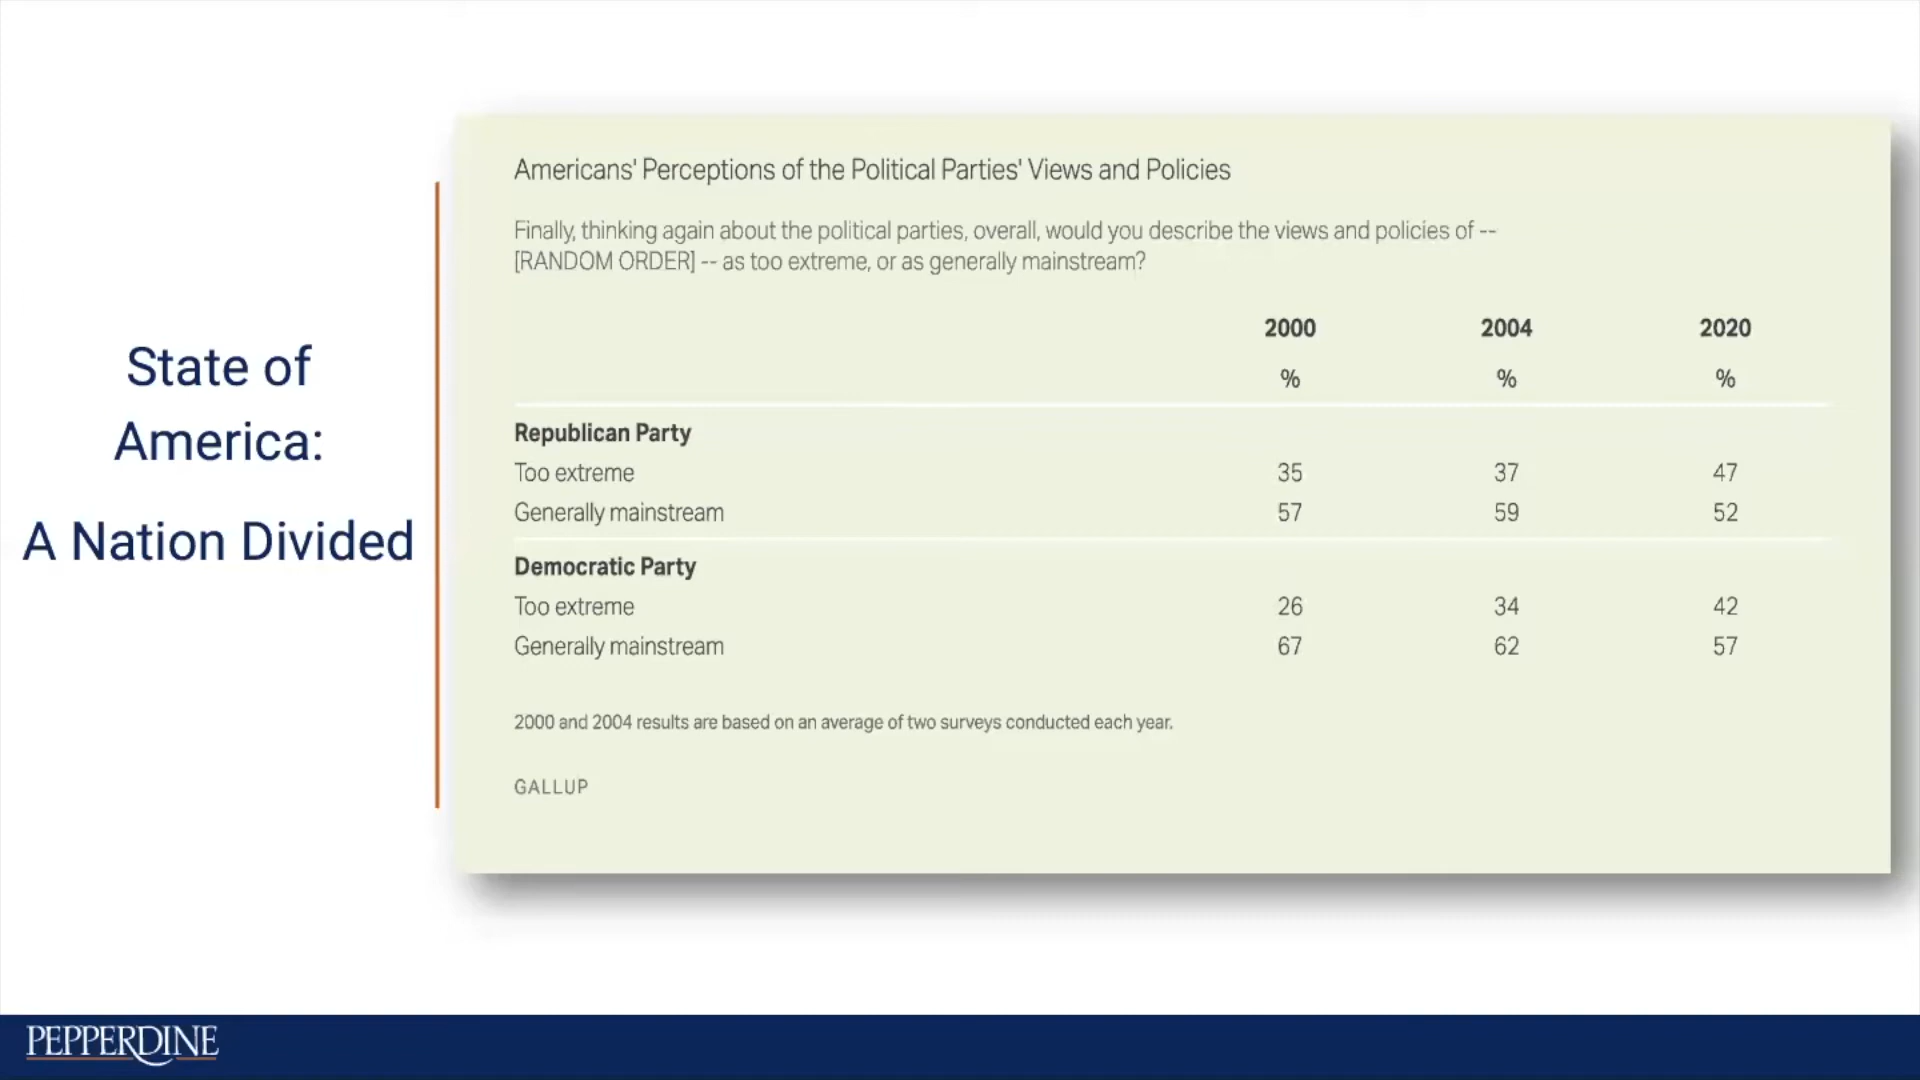 State of
America:
A Nation Divided
Americans' Perceptions of the Political Parties' Views and Policies
Finally, thinking again about the political parties, overall, would you describe the views and policies of --
[RANDOM ORDER] -- as too extreme, or as generally mainstream?
2000 2004 2020
% % %
Republican Party
Too extreme 35 37 47
Generally mainstream 57 59 52
Democratic Party
Too extreme 26 34 42
Generally mainstream 67 62 57
2000 and 2004 results are based on an average of two surveys conducted each year.
GALLUP
PEPPERDINE